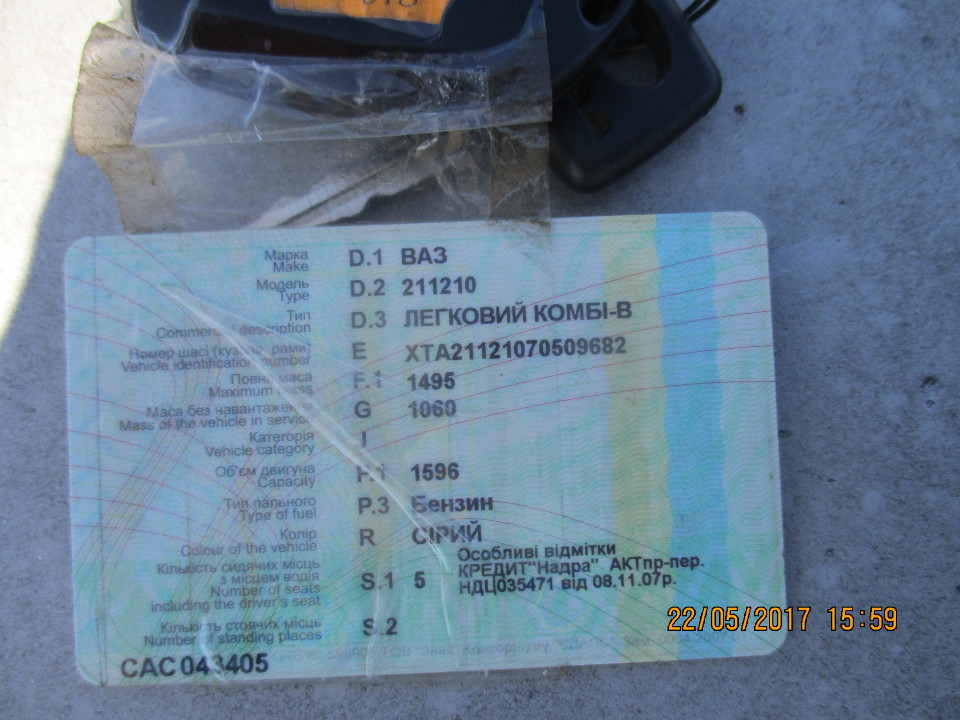 Марка D.1 ВАЗ
Make
Модель D.2 211210
Type
Тип D.3 ЛЕГКОВИЙ КОМБІ-В
Commercial description
Номер шасі (кузова, рами) E XTA21121070509682
Vehicle identification number
Повна маса F.1 1495
Maximum mass
Маса без навантаження G 1060
Mass of the vehicle in service
Категорія J
Vehicle category
Об'єм двигуна P.1 1596
Capacity
Тип пального P.3 Бензин
Type of fuel
Колір R СІРИЙ
Colour of the vehicle
Кількість сидячих місць
з місцем водія S.1 5
Number of seats
including the driver's seat
Особливі відмітки
КРЕДИТ"Надра" АКТпр-пер.
НДЦ035471 від 08.11.07р.
Кількість стоячих місць S.2
Number of standing places
САС043405
22/05/2017 15:59